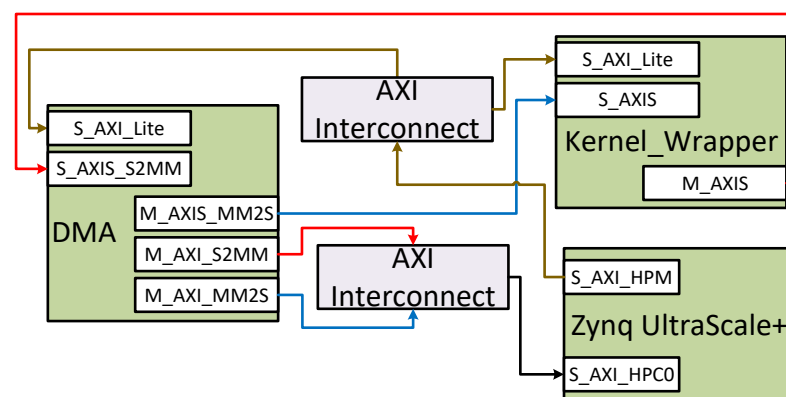 S_AXI_Lite
AXI
Interconnect
S_AXIS
Kernel_Wrapper
M_AXIS
S_AXI_Lite
S_AXIS_S2MM
M_AXIS_MM2S
DMA
M_AXI_S2MM
M_AXI_MM2S
AXI
Interconnect
S_AXI_HPM
Zynq UltraScale+
S_AXI_HPC0